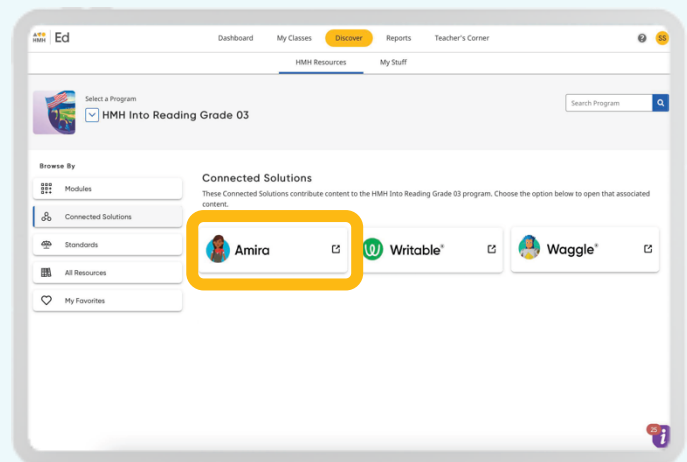 HMH Ed
Dashboard My Classes Discover Reports Teacher's Corner SS
HMH Resources My Stuff
Select a Program
HMH Into Reading Grade 03
Search Program
Browse By
Modules
Connected Solutions
Standards
All Resources
My Favorites
Connected Solutions
These Connected Solutions contribute content to the HMH Into Reading Grade 03 program. Choose the option below to open that associated
content.
Amira
Writable®
Waggle®
25